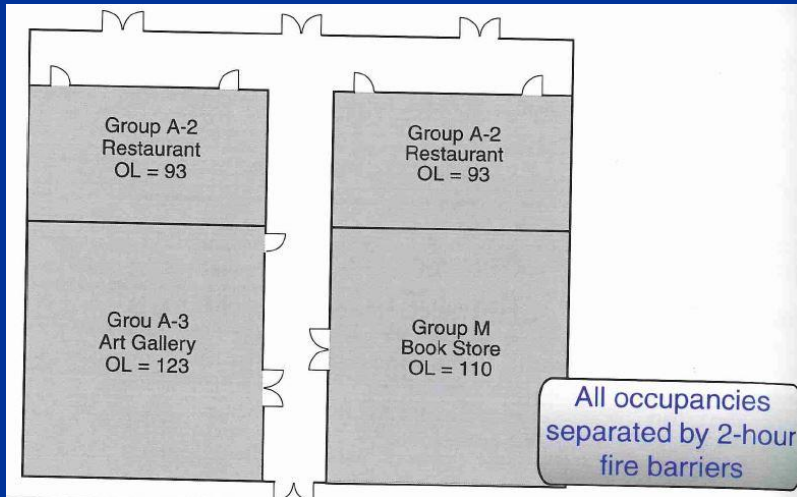 Group A-2
Restaurant
OL = 93
Group A-2
Restaurant
OL = 93
Grou A-3
Art Gallery
OL = 123
Group M
Book Store
OL = 110
All occupancies
separated by 2-hour
fire barriers